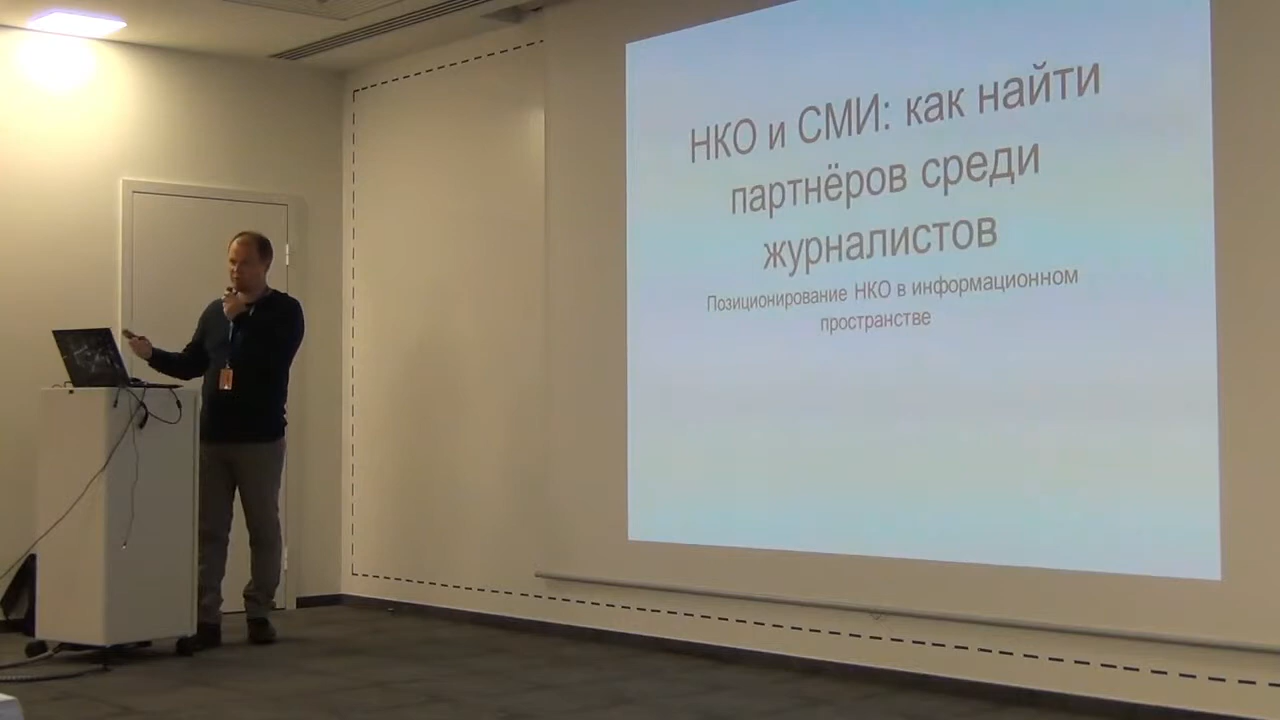 НКО и СМИ: как найти
партнёров среди
журналистов
Позиционирование НКО в информационном
пространстве